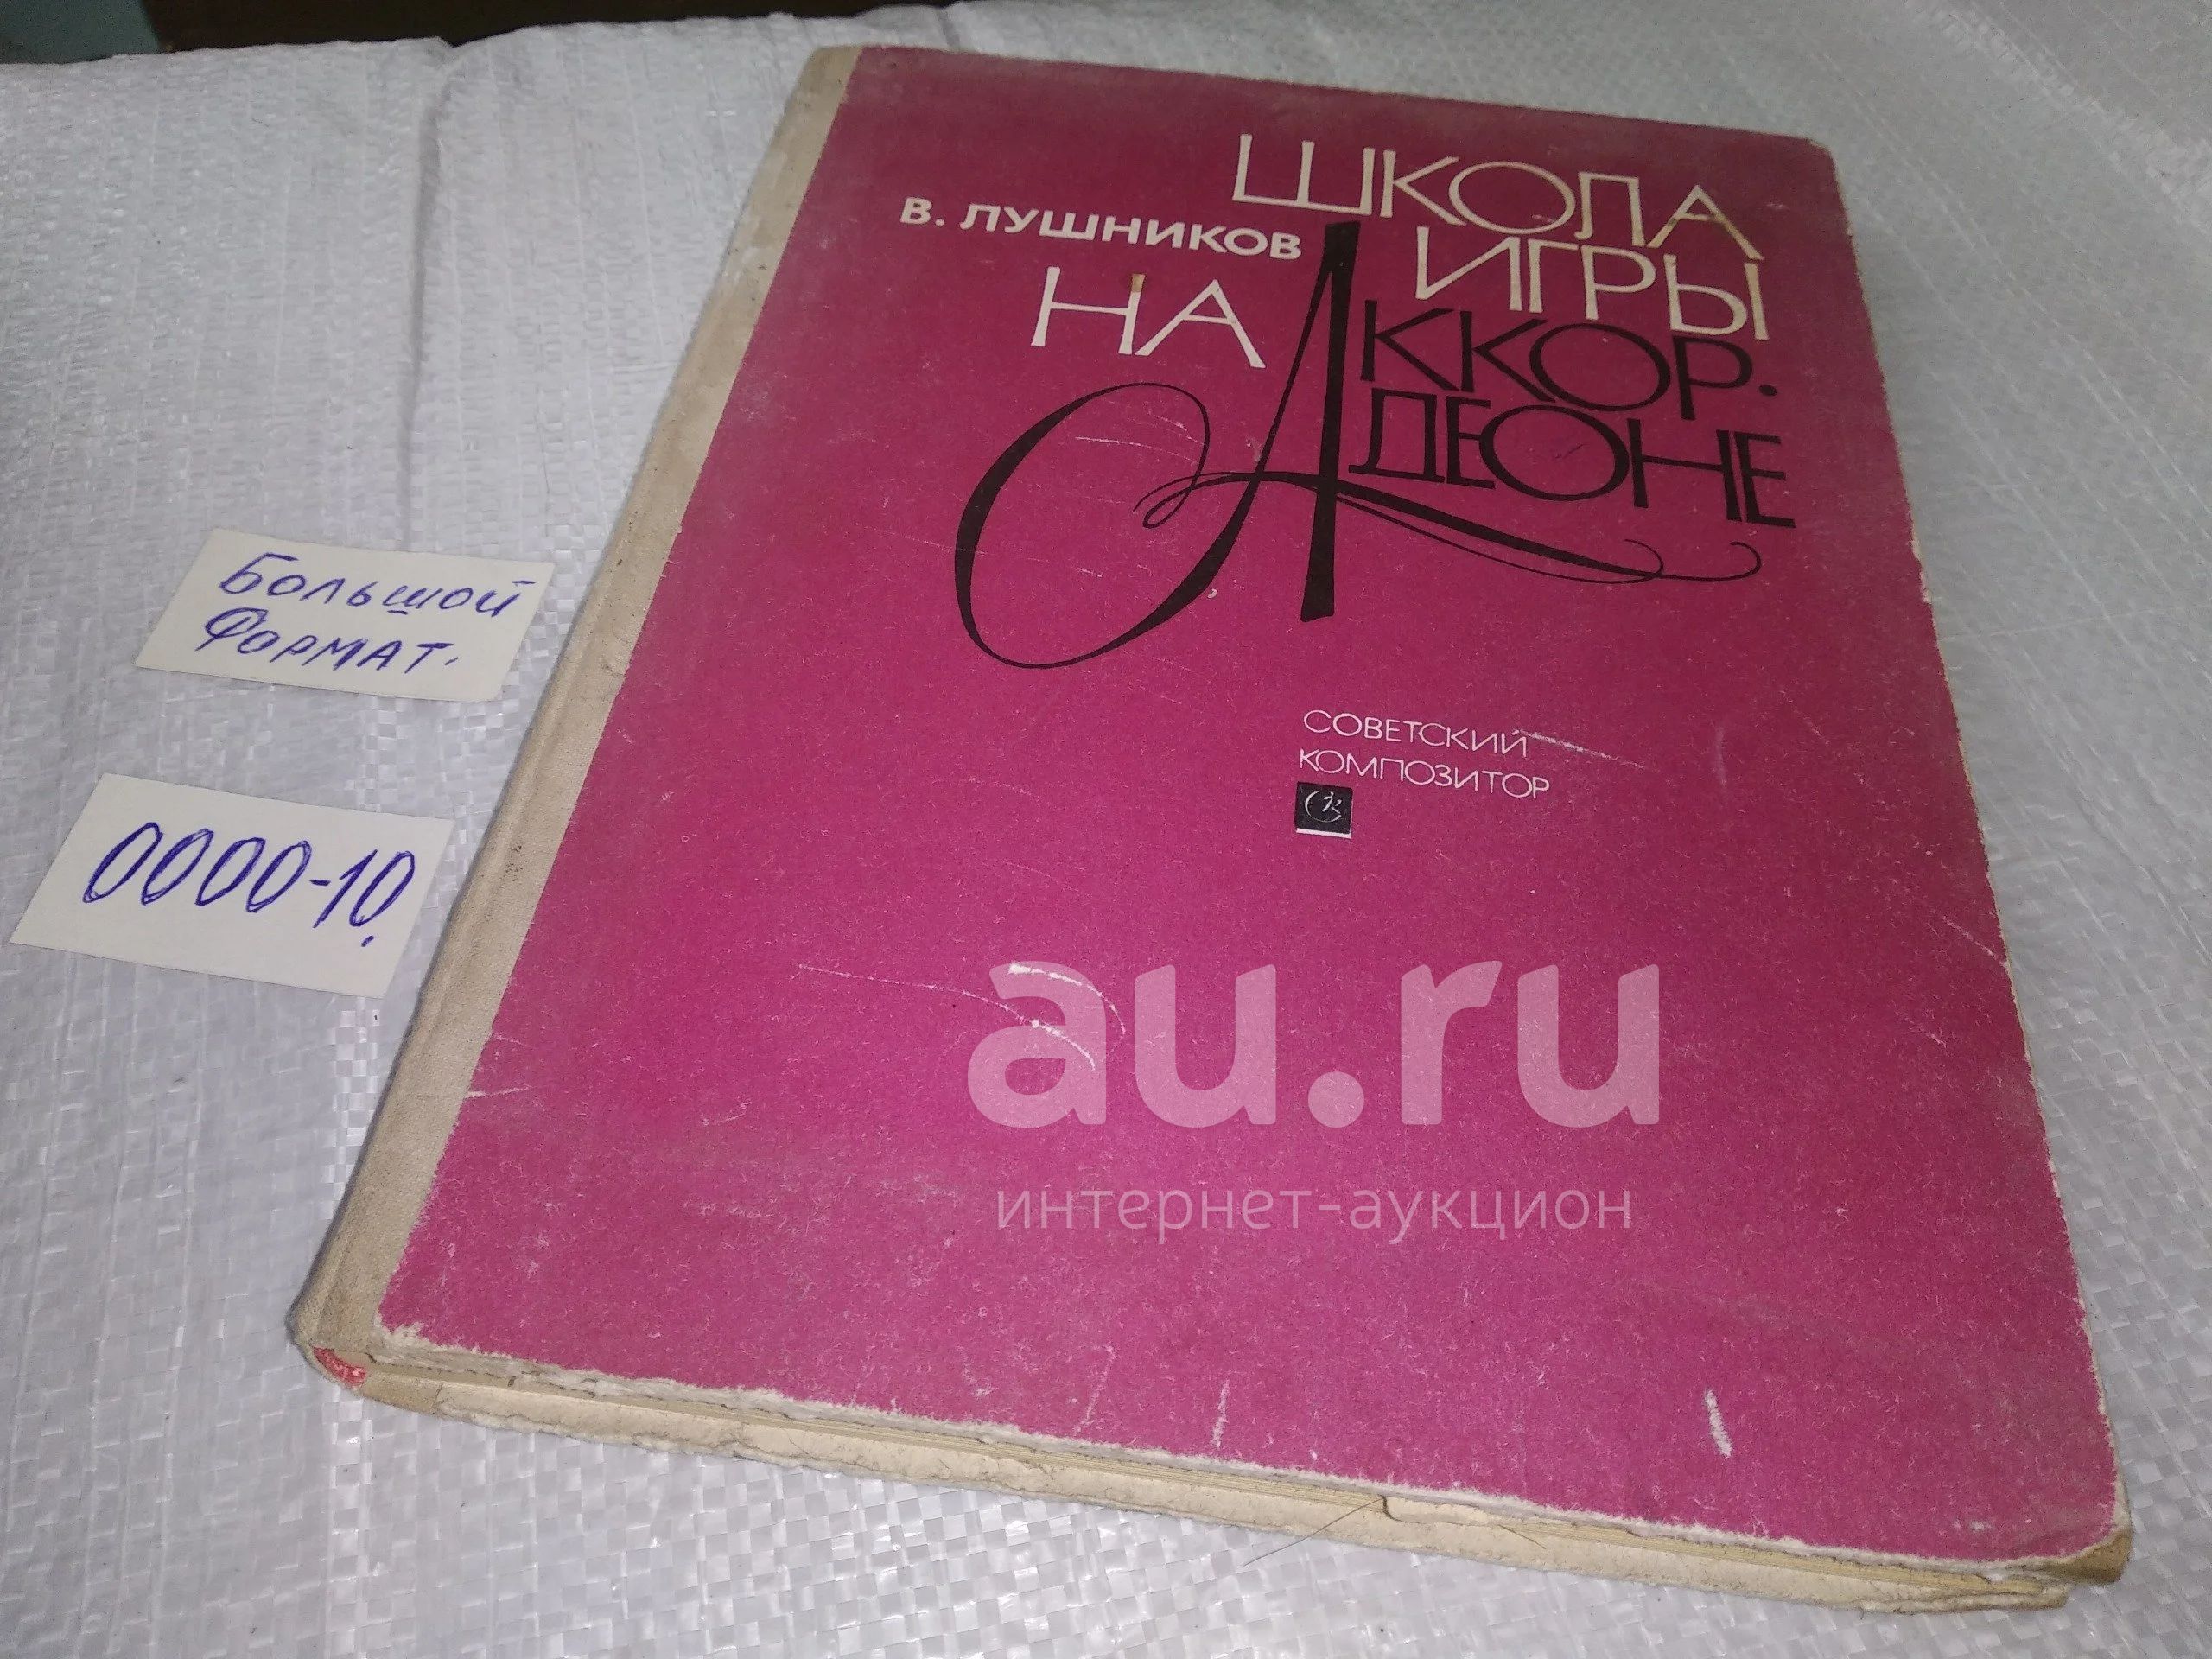 ШКОЛА
В. ЛУШНИКОВ
ИГРЫ
НА
АККОР-
ДЕОНЕ
СОВЕТСКИЙ
КОМПОЗИТОР
Большой
Формат.
0000-10.
au.ru
интернет-аукцион